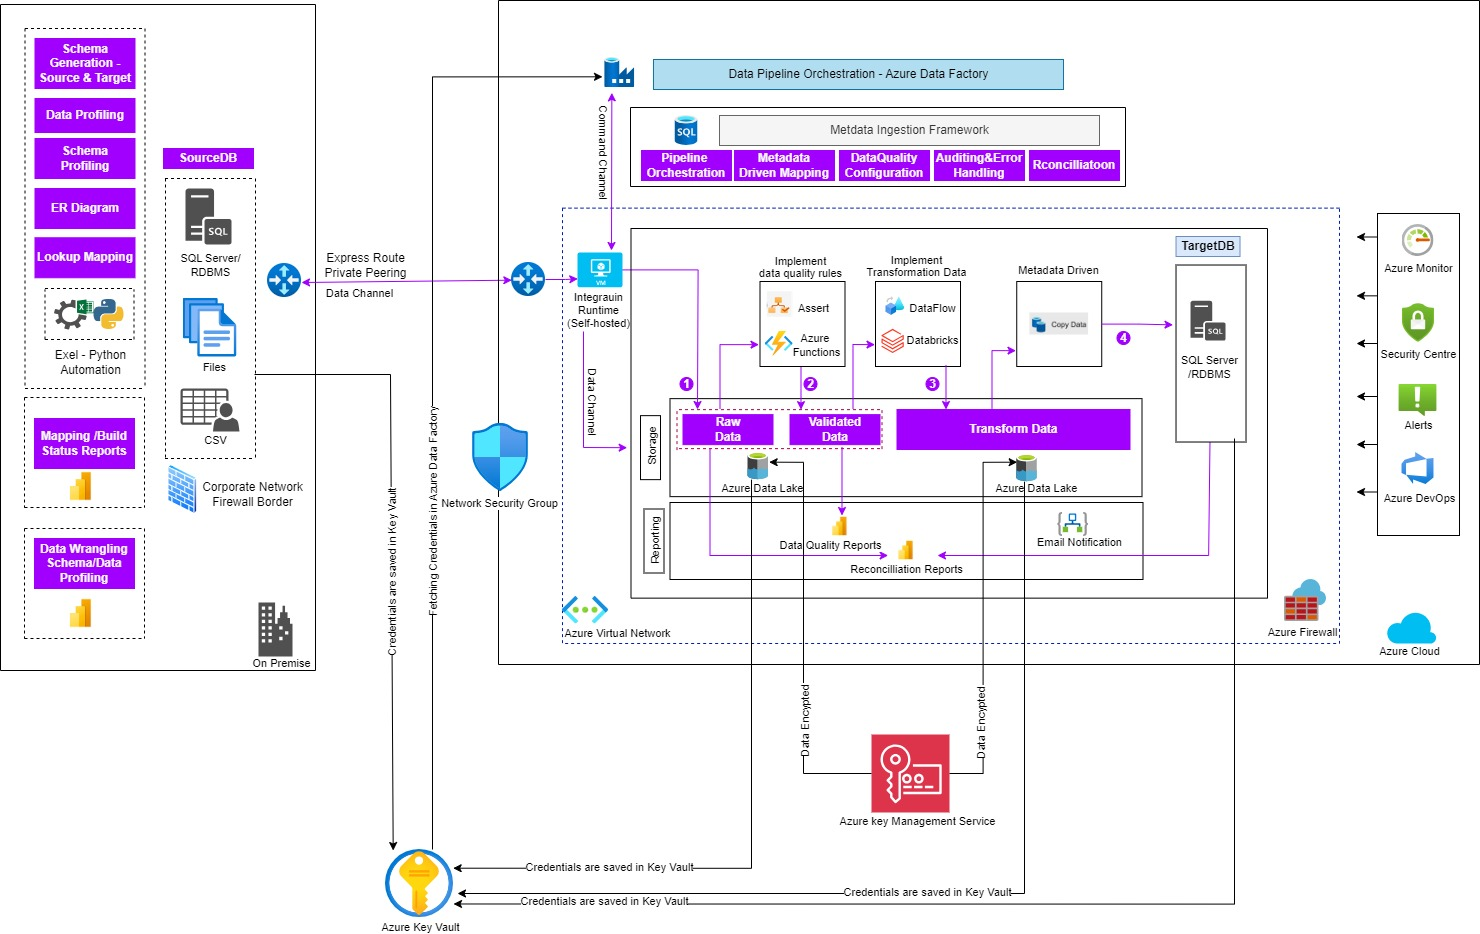 Schema
Generation -
Source & Target
Data Profiling
Schema
Profiling
ER Diagram
Lookup Mapping
Exel - Python
Automation
Mapping /Build
Status Reports
Data Wrangling
Schema/Data
Profiling
SourceDB
SQL
SQL Server/
RDBMS
Files
CSV
Corporate Network
Firewall Border
On Premise
Express Route
Private Peering
Data Channel
Credentials are saved in Key Vault
Fetching Credentials in Azure Data Factory
Network Security Group
Data Pipeline Orchestration - Azure Data Factory
Command Channel
SQL
Metdata Ingestion Framework
Pipeline
Orchestration
Metadata
Driven Mapping
DataQuality
Configuration
Auditing&Error
Handling
Rconcilliatoon
VM
Integrauin
Runtime
(Self-hosted)
Data Channel
Implement
data quality rules
Assert
Azure
Functions
Implement
Transformation Data
DataFlow
Databricks
Metadata Driven
Copy Data
TargetDB
SQL
SQL Server
/RDBMS
1
2
3
4
Storage
Raw
Data
Validated
Data
Transform Data
Azure Data Lake
Azure Data Lake
Reporting
Data Quality Reports
Reconcilliation Reports
Email Notification
Azure Virtual Network
Azure Firewall
Azure Cloud
Azure Monitor
Security Centre
Alerts
Azure DevOps
Data Encrypted
Data Encrypted
Azure key Management Service
Credentials are saved in Key Vault
Credentials are saved in Key Vault
Credentials are saved in Key Vault
Azure Key Vault